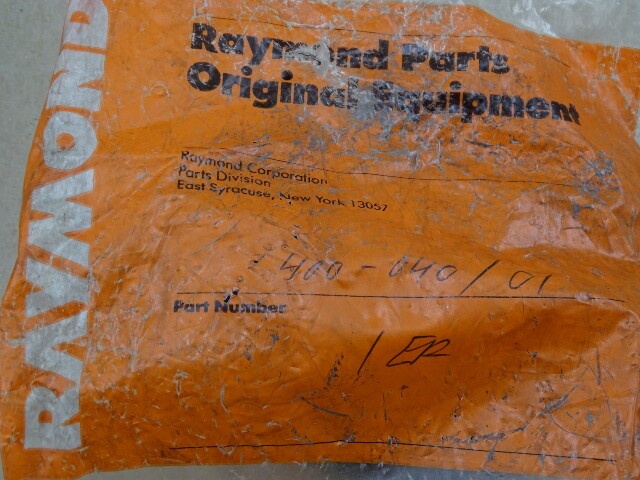 RAYMOND
Raymond Parts
Original Equipment
Raymond Corporation
Parts Division
East Syracuse, New York 13057
400-040/01
Part Number
1 ER